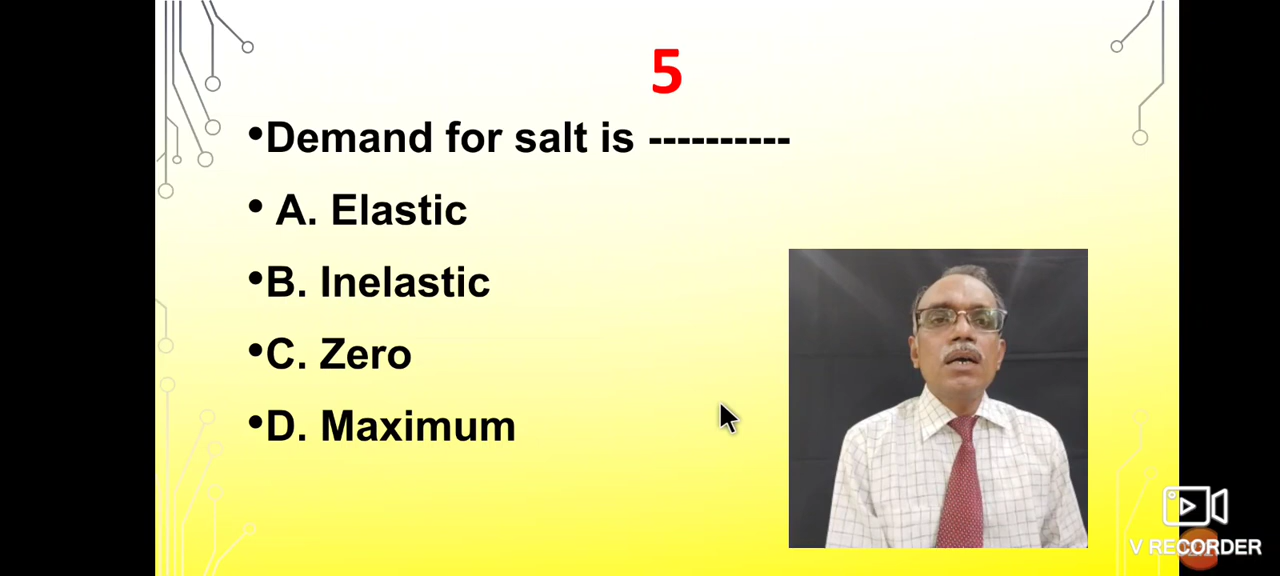 5
•Demand for salt is ----------
• A. Elastic
•B. Inelastic
•C. Zero
•D. Maximum
V RECORDER